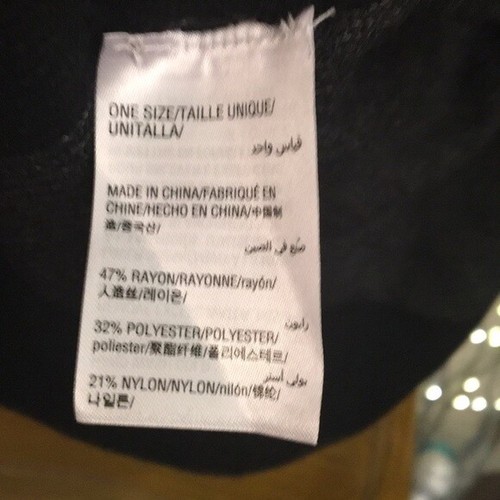 ONE SIZE/TAILLE UNIQUE/
UNITALLA/
قياس واحد
MADE IN CHINA/FABRIQUÉ EN
CHINE/HECHO EN CHINA/中国制
造/중국산/
صنع في الصين
47% RAYON/RAYONNE/rayón/
人造丝/레이온/
رايون
32% POLYESTER/POLYESTER/
poliester/聚酯纤维/폴리에스테르/
بولي أستر
21% NYLON/NYLON/nilón/锦纶/
나일론/